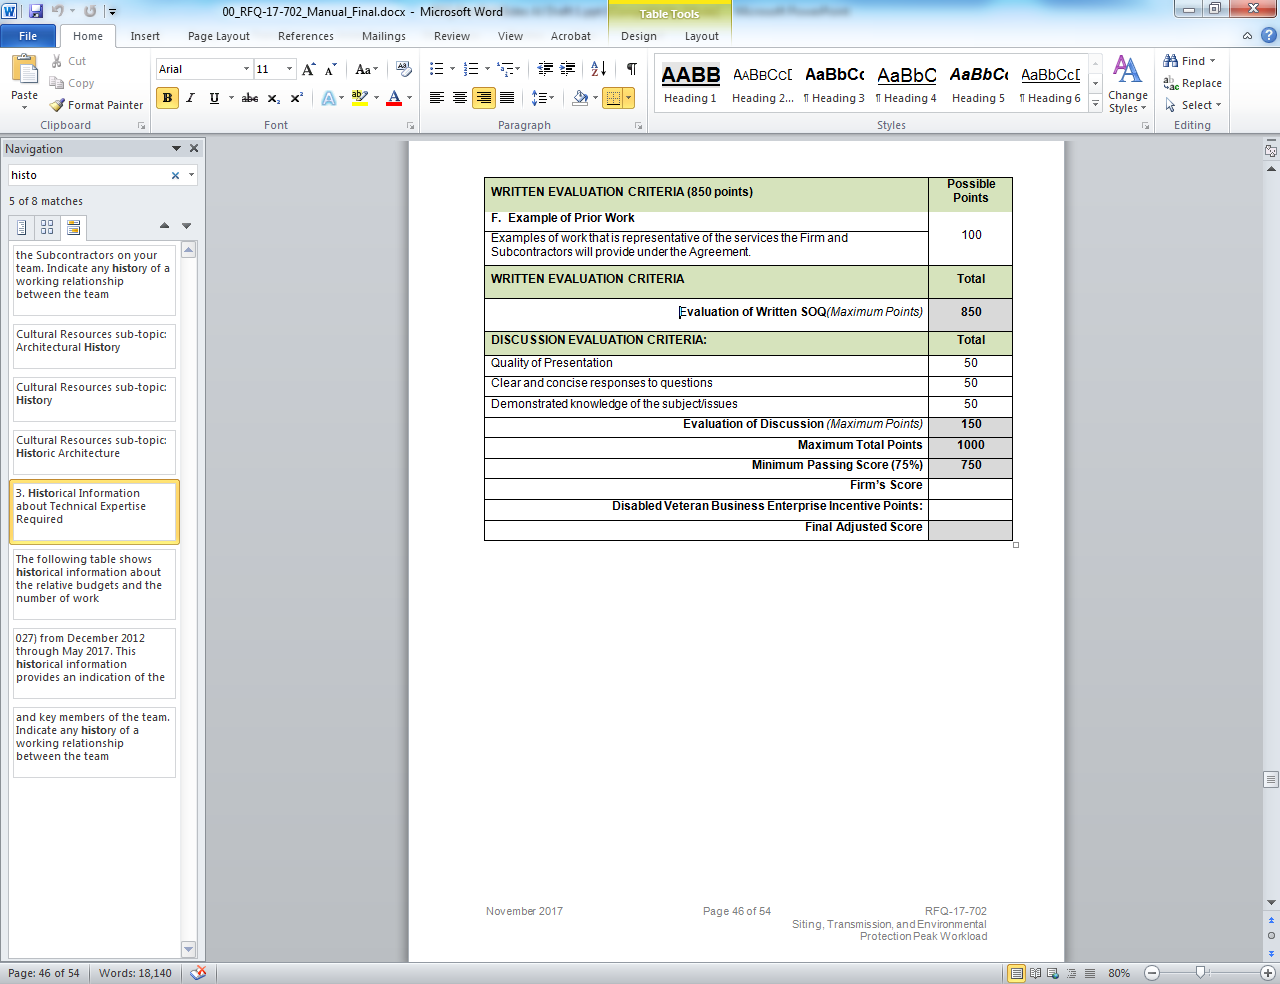 00_RFQ-17-702_Manual_Final.docx - Microsoft Word
Table Tools
Microsoft PowerPoint
File Home Insert Page Layout References Mailings Review View Acrobat Design Layout
Paste
Cut
Copy
Format Painter
Clipboard
Arial 11
Font
Paragraph
AABB AABBCCD AaBbCc AaBbC AaBbCc AaBbCcD
Heading 1 Heading 2... ¶ Heading 3 ¶ Heading 4 Heading 5 ¶ Heading 6
Change Styles
Styles
Find
Replace
Select
Editing
Navigation
histo
5 of 8 matches
the Subcontractors on your
team. Indicate any history of a
working relationship
between the team
Cultural Resources sub-topic:
Architectural History
Cultural Resources sub-topic:
History
Cultural Resources sub-topic:
Historic Architecture
3. Historical Information
about Technical Expertise
Required
The following table shows
historical information about
the relative budgets and the
number of work
027) from December 2012
through May 2017. This
historical information
provides an indication of the
and key members of the team.
Indicate any history of a
working relationship
between the team
WRITTEN EVALUATION CRITERIA (850 points) Possible Points
F. Example of Prior Work
Examples of work that is representative of the services the Firm and
Subcontractors will provide under the Agreement.
100
WRITTEN EVALUATION CRITERIA Total
Evaluation of Written SOQ(Maximum Points) 850
DISCUSSION EVALUATION CRITERIA: Total
Quality of Presentation 50
Clear and concise responses to questions 50
Demonstrated knowledge of the subject/issues 50
Evaluation of Discussion (Maximum Points) 150
Maximum Total Points 1000
Minimum Passing Score (75%) 750
Firm's Score
Disabled Veteran Business Enterprise Incentive Points:
Final Adjusted Score
November 2017 Page 46 of 54 RFQ-17-702
Siting, Transmission, and Environmental
Protection Peak Workload
Page: 46 of 54 Words: 18,140 80%